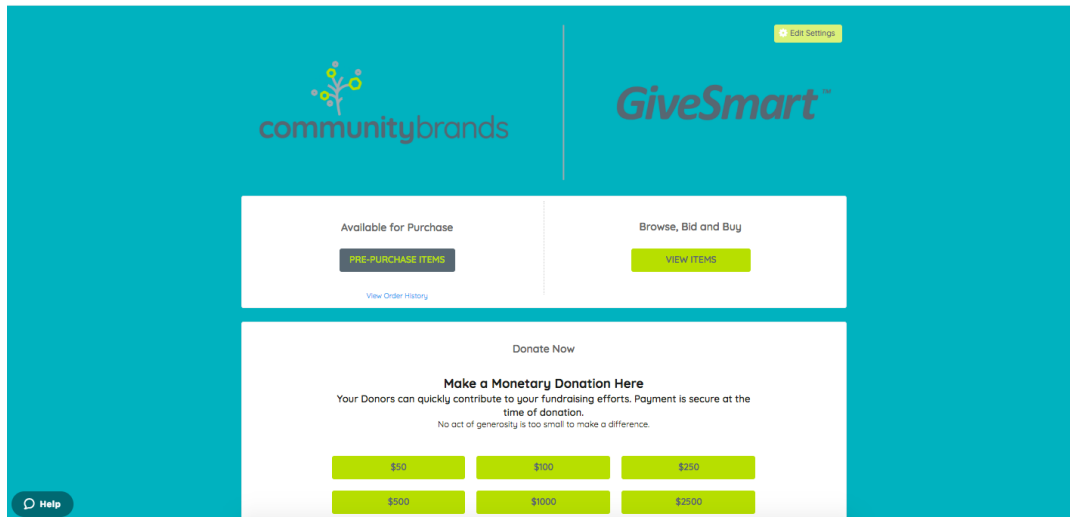 Edit Settings
communitybrands
GiveSmart™
Available for Purchase
PRE-PURCHASE ITEMS
View Order History
Browse, Bid and Buy
VIEW ITEMS
Donate Now
Make a Monetary Donation Here
Your Donors can quickly contribute to your fundraising efforts. Payment is secure at the
time of donation.
No act of generosity is too small to make a difference.
$50
$100
$250
$500
$1000
$2500
Help